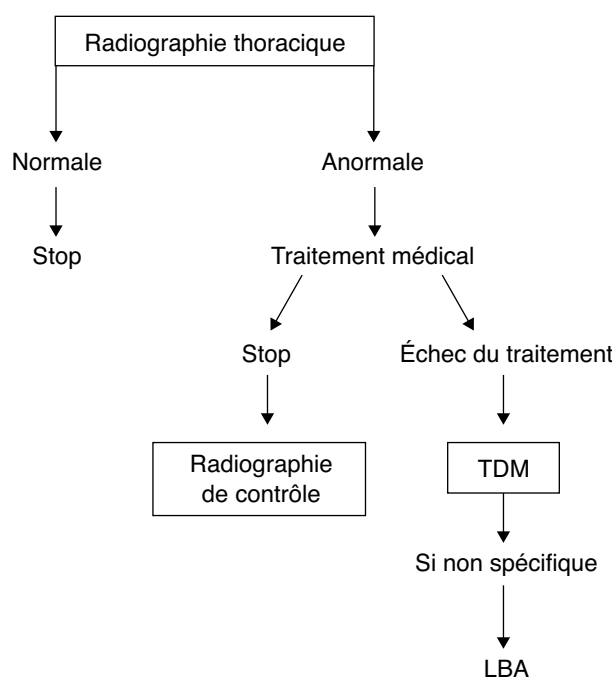 Radiographie thoracique
Normale
Anormale
Stop
Traitement médical
Stop
Échec du traitement
Radiographie
de contrôle
TDM
Si non spécifique
LBA